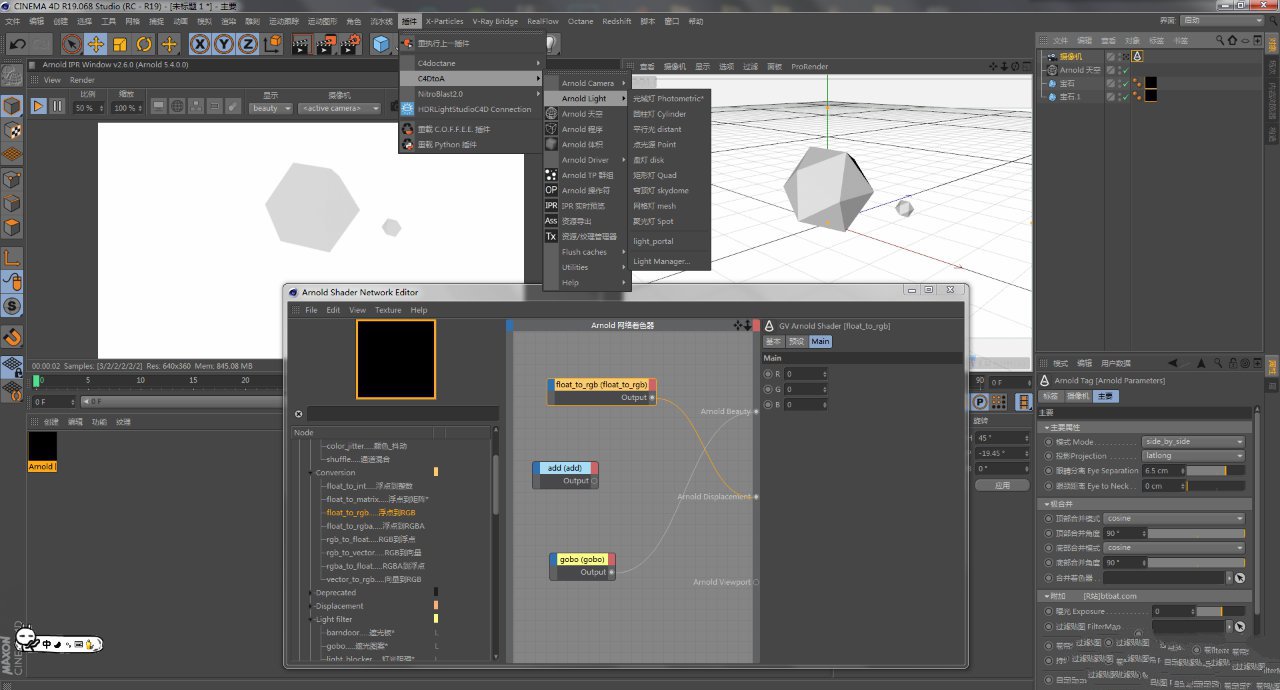 CINEMA 4D R19.068 Studio (RC - R19) - [未标题 1 *] - 主要
文件 编辑 创建 选择 工具 网格 捕捉 动画 模拟 渲染 雕刻 运动跟踪 运动图形 角色 流水线 插件 X-Particles V-Ray Bridge RealFlow Octane Redshift 脚本 窗口 帮助
界面: 启动
重执行上一插件
C4Doctane
C4DtoA
NitroBlast2.0
HDRLightStudioC4D Connection
重载 C.O.F.F.E.E. 插件
重载 Python 插件
Arnold Camera
Arnold Light
Arnold 天空
Arnold 程序
Arnold 体积
Arnold Driver
Arnold TP 群组
OP Arnold 操作符
IPR IPR 实时预览
Ass 资源导出
Tx 资源/纹理管理器
Flush caches
Utilities
Help
光域灯 Photometric*
圆柱灯 Cylinder
平行光 distant
点光源 Point
盘灯 disk
矩形灯 Quad
穹顶灯 skydome
网格灯 mesh
聚光灯 Spot
light_portal
Light Manager...
Arnold IPR Window v2.6.0 (Arnold 5.4.0.0)
View Render
比例 缩放 显示 摄像机
50 % 100 % beauty <active camera>
00:00:02 Samples: [3/2/2/2/2/2] Res: 640x360 Mem: 845.08 MB
查看 摄像机 显示 选项 过滤 面板 ProRender
文件 编辑 查看 对象 标签 书签
摄像机
Arnold 天空
宝石
宝石 1
0 5 10 15 20
90 0 F
0 F 0 F
创建 编辑 功能 纹理
Arnold
Arnold Shader Network Editor
File Edit View Texture Help
Node
color_jitter.....颜色_抖动
shuffle.....通道混合
Conversion
float_to_int.....浮点到整数
float_to_matrix.....浮点到矩阵*
float_to_rgb.....浮点到RGB
float_to_rgba.....浮点到RGBA
rgb_to_float.....RGB到浮点
rgb_to_vector.....RGB到向量
rgba_to_float.....RGBA到浮点
vector_to_rgb.....向量到RGB
Deprecated
Displacement
Light filter
barndoor.....遮光板*
gobo.....遮光图案*
light_blocker.....灯光阻隔*
Arnold 网络着色器
float_to_rgb (float_to_rgb)
Output
add (add)
Output
gobo (gobo)
Output
Arnold Beauty
Arnold Displacement
Arnold Viewport
GV Arnold Shader [float_to_rgb]
基本 预设 Main
Main
R 0
G 0
B 0
旋转
H 45 °
-19.45 °
0 °
应用
模式 编辑 用户数据
Arnold Tag [Arnold Parameters]
标签 摄像机 主要
主要
主要属性
模式 Mode side_by_side
投影Projection latlong
眼睛分离 Eye Separation 6.5 cm
眼颈距离 Eye to Neck 0 cm
极合并
顶部合并模式 cosine
顶部合并角度 90 °
底部合并模式 cosine
底部合并角度 90 °
合并着色器
附加 [R站]btbat.com
曝光 Exposure 0
过滤贴图 FilterMap
MAXON
CINEMA 4D
中